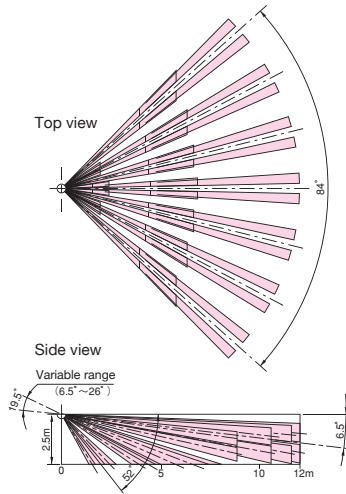 Top view
84°
Side view
Variable range
(6.5°～26°)
19.5°
2.5m
52°
6.5°
0 5 10 12m